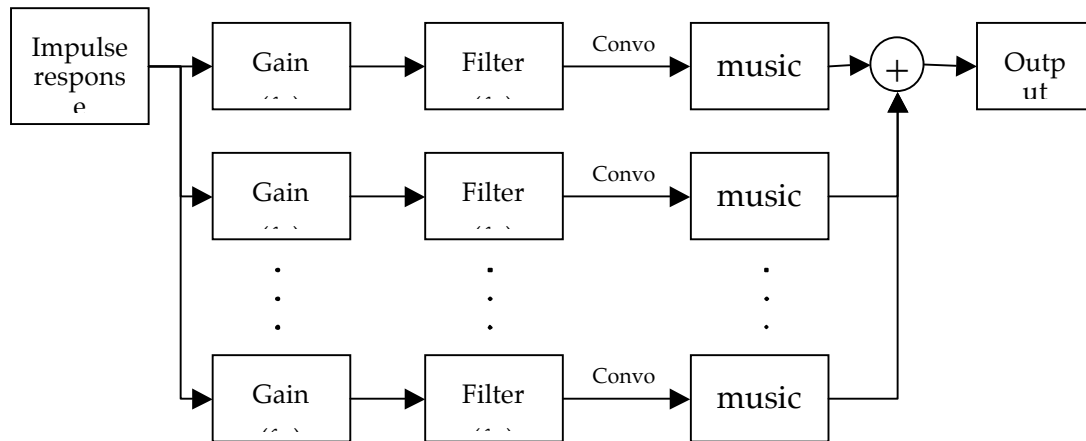 Impulse
respons
e
Gain
Filter
Convo
music
+
Outp
ut
Gain
Filter
Convo
music
Gain
Filter
Convo
music